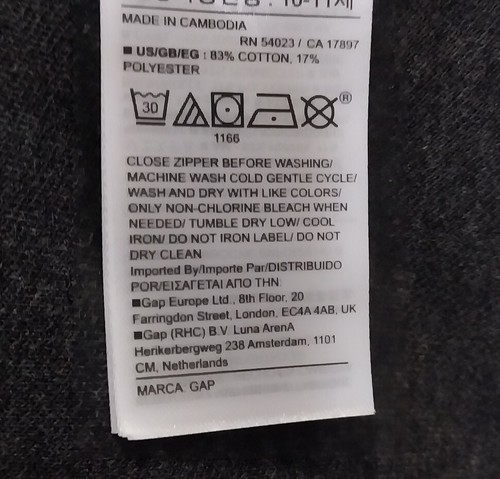 10-11세
MADE IN CAMBODIA
RN 54023 / CA 17897
■ US/GB/EG : 83% COTTON, 17%
POLYESTER
30
®
1166
CLOSE ZIPPER BEFORE WASHING/
MACHINE WASH COLD GENTLE CYCLE/
WASH AND DRY WITH LIKE COLORS/
ONLY NON-CHLORINE BLEACH WHEN
NEEDED/ TUMBLE DRY LOW/ COOL
IRON/ DO NOT IRON LABEL/ DO NOT
DRY CLEAN
Imported By/Importe Par/DISTRIBUIDO
POR/ΕΙΣΑΓΕΤΑΙ ΑΠΟ ΤΗΝ:
■Gap Europe Ltd., 8th Floor, 20
Farringdon Street, London, EC4A 4AB, UK
■Gap (RHC) B.V. Luna ArenA
Herikerbergweg 238 Amsterdam, 1101
CM, Netherlands
MARCA: GAP